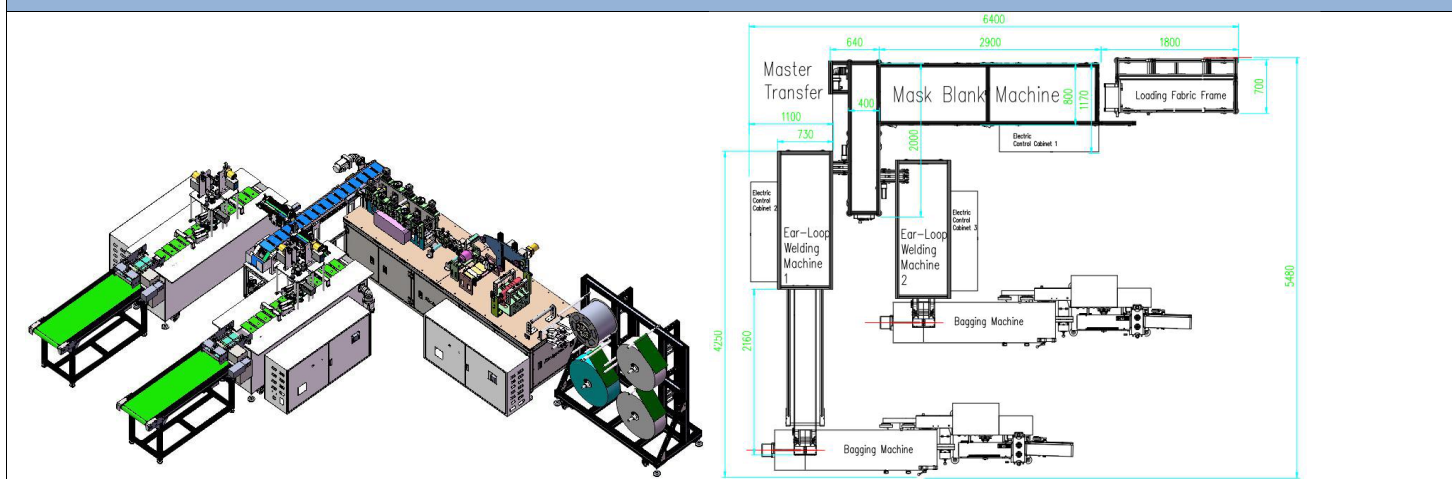 6400
640
2900
1800
Master
Transfer
Mask Blank Machine
Loading Fabric Frame
400
800
1170
700
1100
730
2000
Electric
Control Cabinet 1
Electric
Control
Cabinet 2
Electric
Control
Cabinet 3
Ear-Loop
Welding
Machine
1
Ear-Loop
Welding
Machine
2
5480
4250
2160
Bagging Machine
Bagging Machine